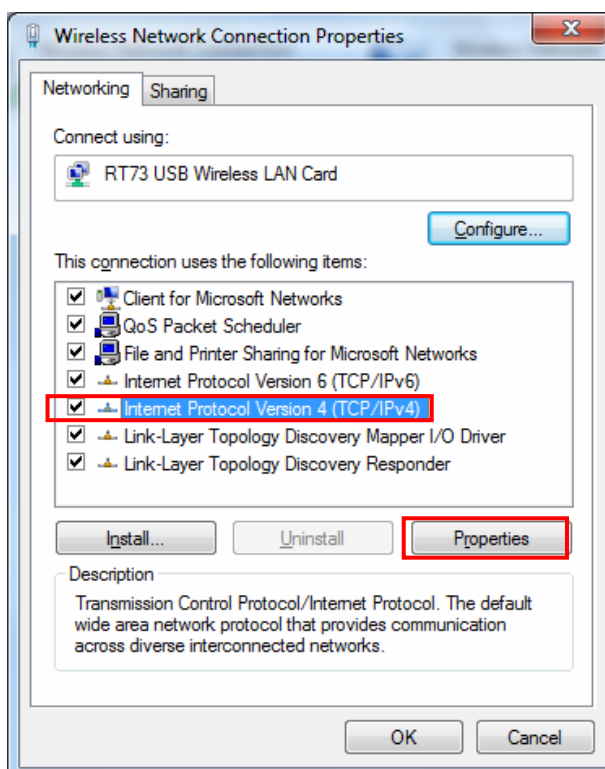 Wireless Network Connection Properties
Networking
Sharing
Connect using:
RT73 USB Wireless LAN Card
Configure...
This connection uses the following items:
Client for Microsoft Networks
QoS Packet Scheduler
File and Printer Sharing for Microsoft Networks
Internet Protocol Version 6 (TCP/IPv6)
Internet Protocol Version 4 (TCP/IPv4)
Link-Layer Topology Discovery Mapper I/O Driver
Link-Layer Topology Discovery Responder
Install...
Uninstall
Properties
Description
Transmission Control Protocol/Internet Protocol. The default
wide area network protocol that provides communication
across diverse interconnected networks.
OK
Cancel